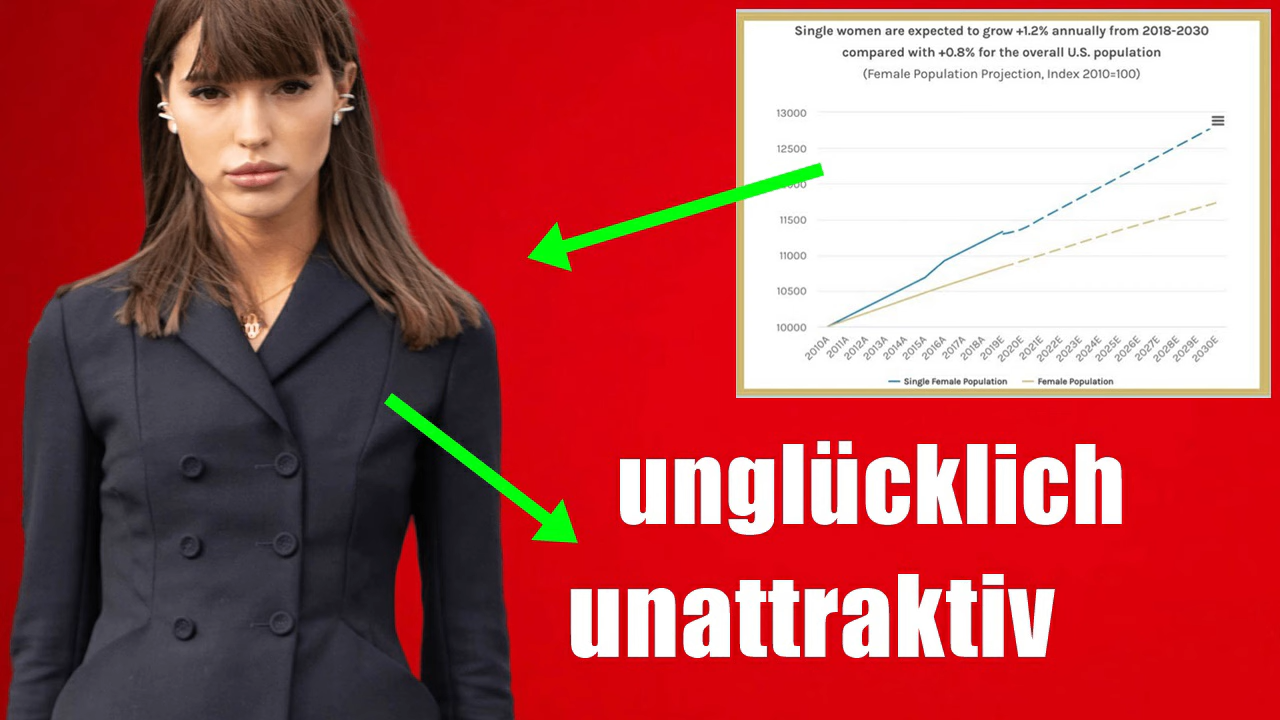 Single women are expected to grow +1.2% annually from 2018-2030
compared with +0.8% for the overall U.S. population
(Female Population Projection, Index 2010=100)
13000
12500
11500
11000
10500
10000
2010A
2011A
2012A
2013A
2014A
2015A
2016A
2017A
2018A
2019E
2020E
2021E
2022E
2023E
2024E
2025E
2026E
2027E
2028E
2029E
2030E
Single Female Population
Female Population
unglücklich
unattraktiv